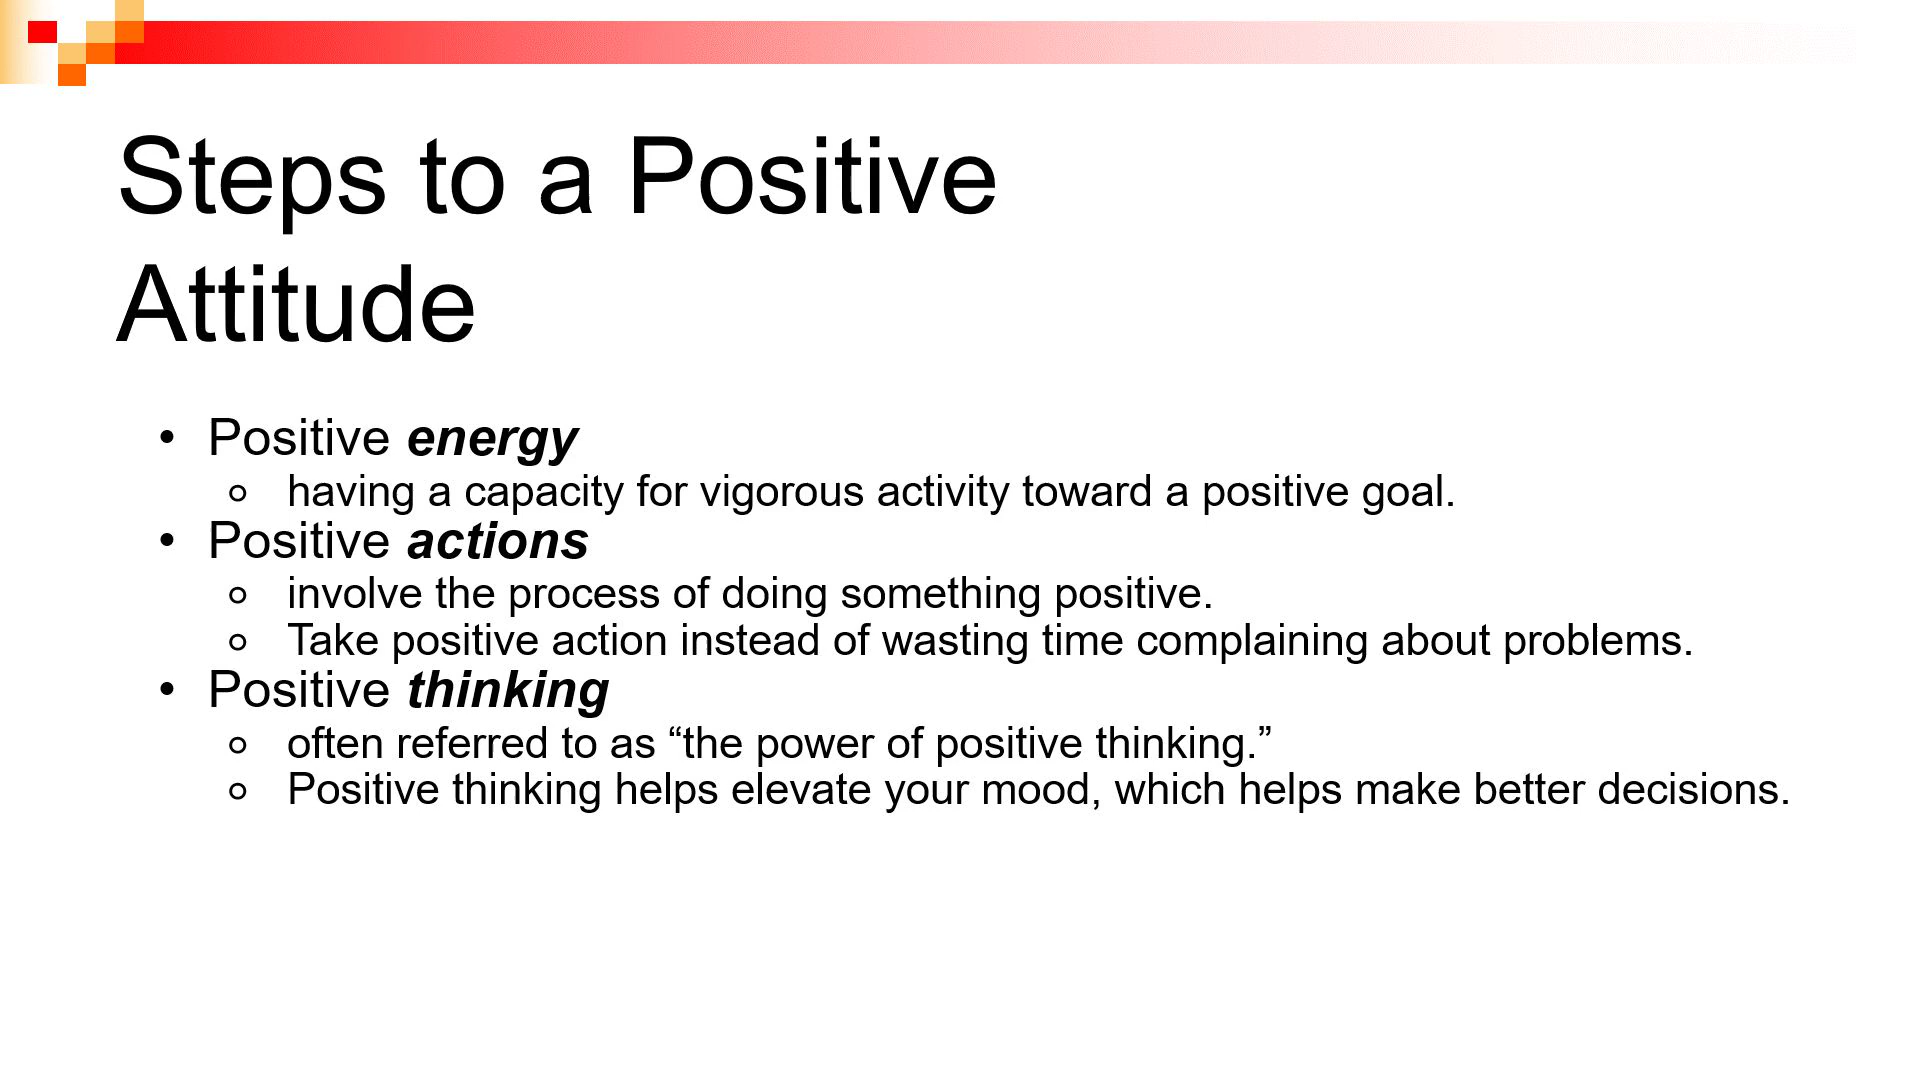 Steps to a Positive
Attitude
• Positive energy
○ having a capacity for vigorous activity toward a positive goal.
• Positive actions
○ involve the process of doing something positive.
○ Take positive action instead of wasting time complaining about problems.
• Positive thinking
○ often referred to as “the power of positive thinking.”
○ Positive thinking helps elevate your mood, which helps make better decisions.